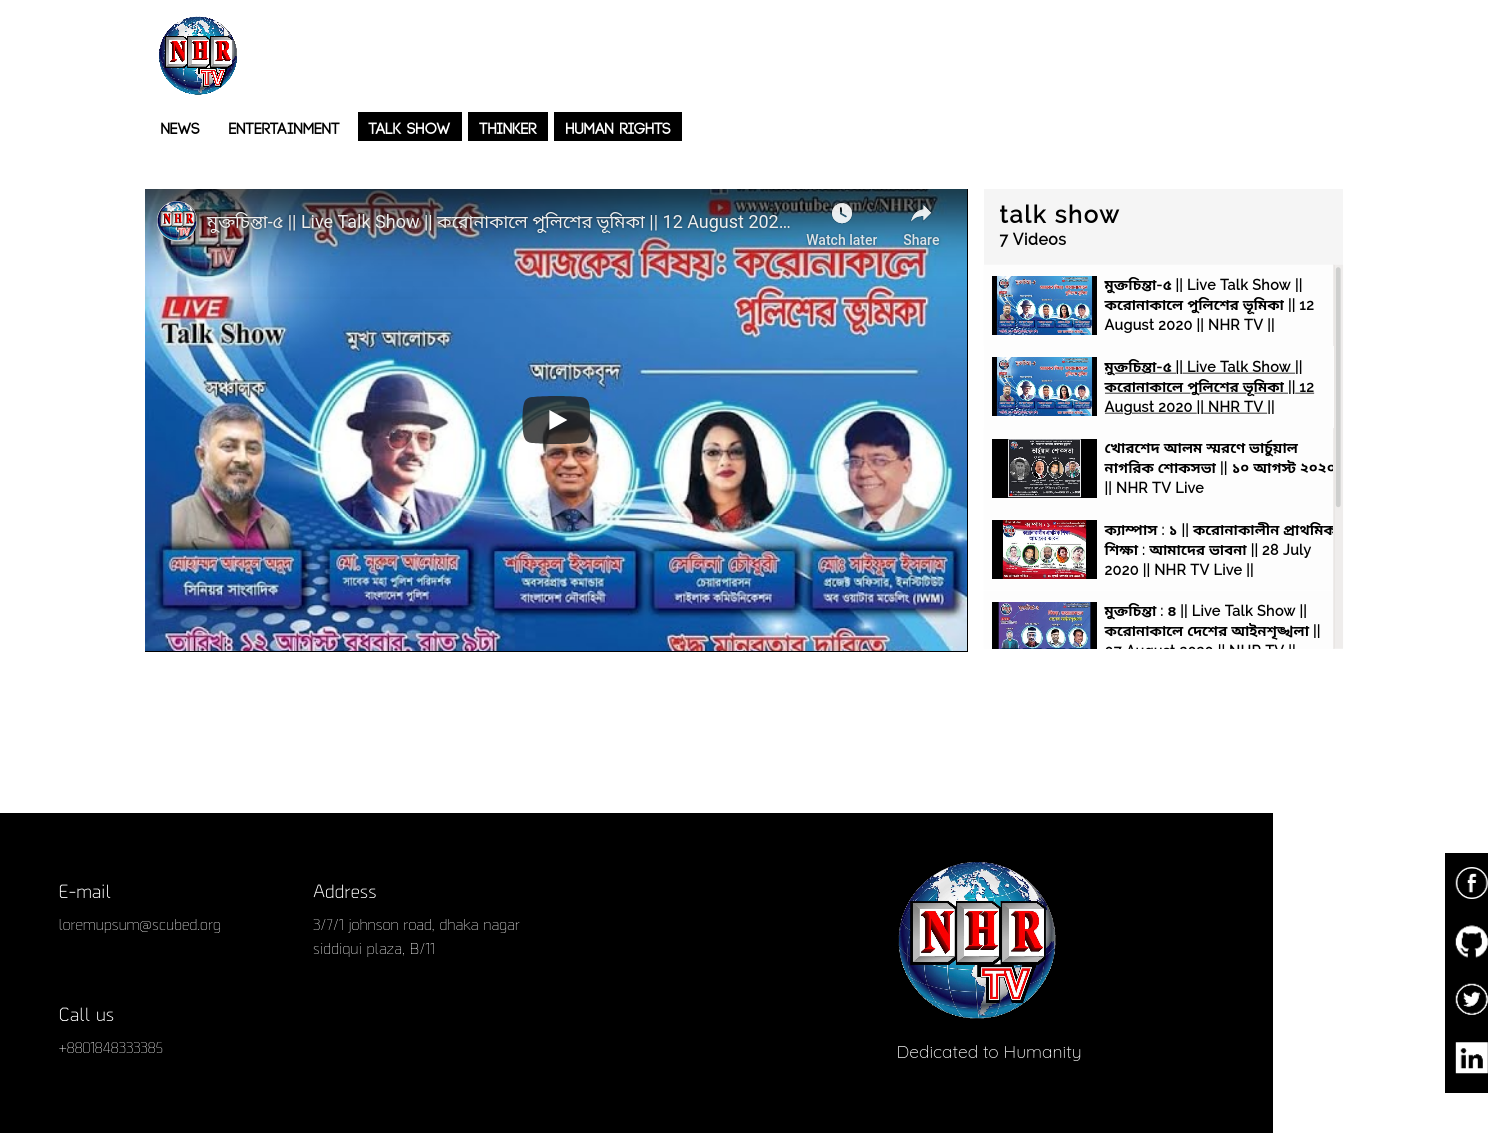 NHR
TV
NEWS
ENTERTAINMENT
TALK SHOW
THINKER
HUMAN RIGHTS
মুক্তচিন্তা-৫ || Live Talk Show || করোনাকালে পুলিশের ভূমিকা || 12 August 202...
Watch later
Share
মুক্তচিন্তা ৫
www.youtube.com/c/NHRTV
TV
আজকের বিষয়: করোনাকালে
পুলিশের ভূমিকা
LIVE
Talk Show
মুখ্য আলোচক
আলোচকবৃন্দ
সঞ্চালক
মোহাম্মদ আবদুল অদুদ
সিনিয়র সাংবাদিক
মো. নূরুল আনোয়ার
সাবেক মহা পুলিশ পরিদর্শক
বাংলাদেশ পুলিশ
শফিকুল ইসলাম
অবসরপ্রাপ্ত কমান্ডার
বাংলাদেশ নৌবাহিনী
সেলিনা চৌধুরী
চেয়ারপারসন
লাইলাক কমিউনিকেশন
মোঃ সাইফুল ইসলাম
প্রজেক্ট অফিসার, ইনস্টিটিউট
অব ওয়াটার মডেলিং (IWM)
তারিখ: ১২ আগস্ট বুধবার, রাত ৯টা
শুদ্ধ মানবতার দাবিতে
talk show
7 Videos
মুক্তচিন্তা-৫ || Live Talk Show ||
করোনাকালে পুলিশের ভূমিকা || 12
August 2020 || NHR TV ||
মুক্তচিন্তা-৫ || Live Talk Show ||
করোনাকালে পুলিশের ভূমিকা || 12
August 2020 || NHR TV ||
খোরশেদ আলম স্মরণে ভার্চুয়াল
নাগরিক শোকসভা || ১০ আগস্ট ২০২০
|| NHR TV Live
ক্যাম্পাস : ১ || করোনাকালীন প্রাথমিক
শিক্ষা : আমাদের ভাবনা || 28 July
2020 || NHR TV Live ||
মুক্তচিন্তা : ৪ || Live Talk Show ||
করোনাকালে দেশের আইনশৃঙ্খলা ||
07 August 2020 || NHR TV ||
E-mail
loremupsum@scubed.org
Address
3/7/1 johnson road, dhaka nagar
siddiqui plaza, B/11
Call us
+8801848333385
NHR
TV
Dedicated to Humanity